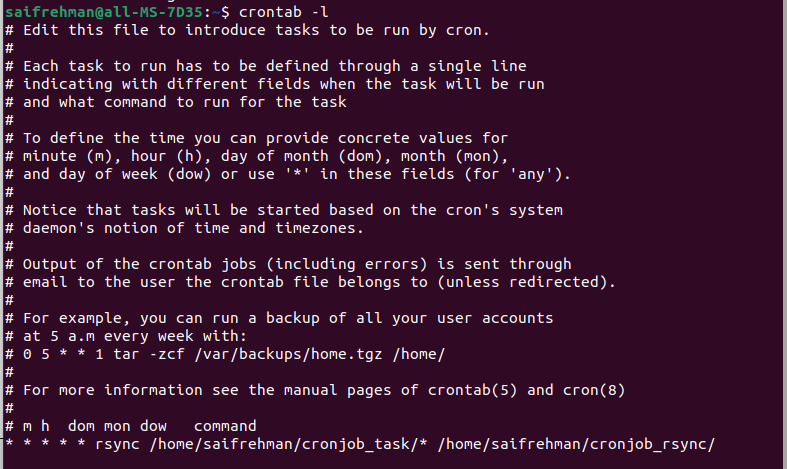 saifrehman@all-MS-7D35:~$ crontab -l
# Edit this file to introduce tasks to be run by cron.
#
# Each task to run has to be defined through a single line
# indicating with different fields when the task will be run
# and what command to run for the task
#
# To define the time you can provide concrete values for
# minute (m), hour (h), day of month (dom), month (mon),
# and day of week (dow) or use '*' in these fields (for 'any').
#
# Notice that tasks will be started based on the cron's system
# daemon's notion of time and timezones.
#
# Output of the crontab jobs (including errors) is sent through
# email to the user the crontab file belongs to (unless redirected).
#
# For example, you can run a backup of all your user accounts
# at 5 a.m every week with:
# 0 5 * * 1 tar -zcf /var/backups/home.tgz /home/
#
# For more information see the manual pages of crontab(5) and cron(8)
#
# m h  dom mon dow   command
* * * * * rsync /home/saifrehman/cronjob_task/* /home/saifrehman/cronjob_rsync/